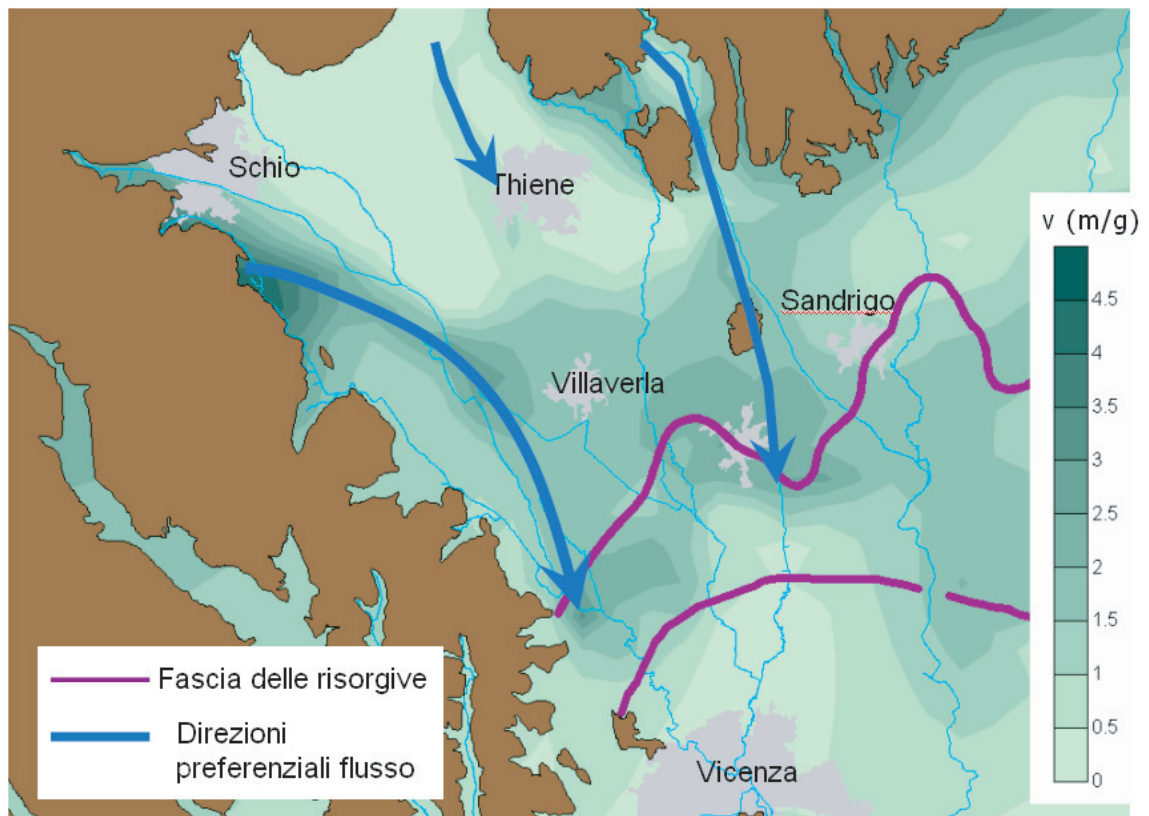 Schio
Thiene
v (m/g)
Sandrigo
4.5
4
Villaverla
3.5
3
2.5
2
1.5
Fascia delle risorgive
1
Direzioni
preferenziali flusso
0.5
Vicenza
0